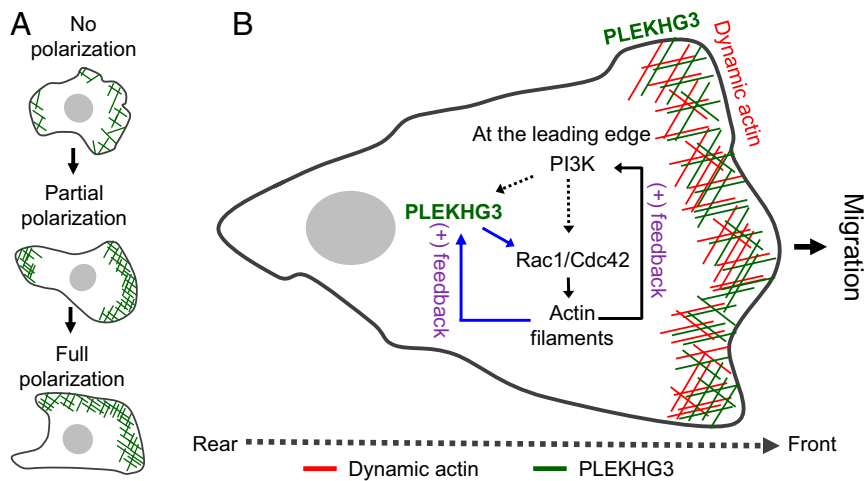 A
No
polarization
Partial
polarization
Full
polarization
B
PLEKHG3
Dynamic actin
At the leading edge
PI3K
PLEKHG3
(+) feedback
Rac1/Cdc42
(+) feedback
Actin
filaments
Migration
Rear
Front
Dynamic actin
PLEKHG3